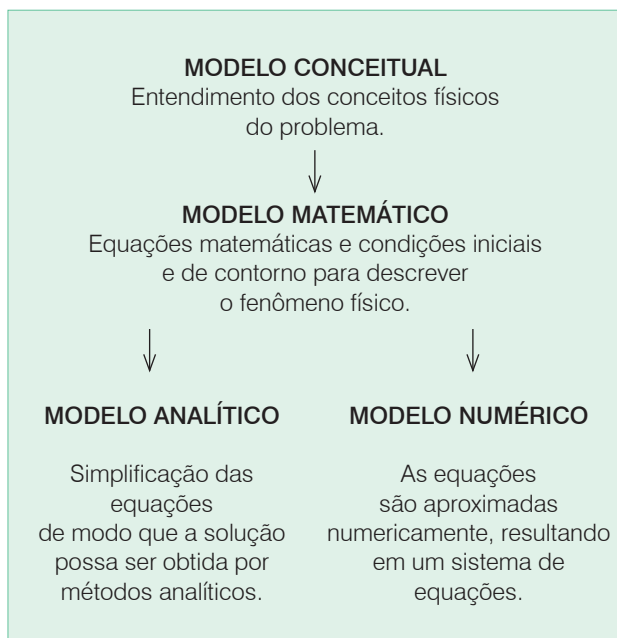 MODELO CONCEITUAL
Entendimento dos conceitos físicos
do problema.
MODELO MATEMÁTICO
Equações matemáticas e condições iniciais
e de contorno para descrever
o fenômeno físico.
MODELO ANALÍTICO
Simplificação das
equações
de modo que a solução
possa ser obtida por
métodos analíticos.
MODELO NUMÉRICO
As equações
são aproximadas
numericamente, resultando
em um sistema de
equações.